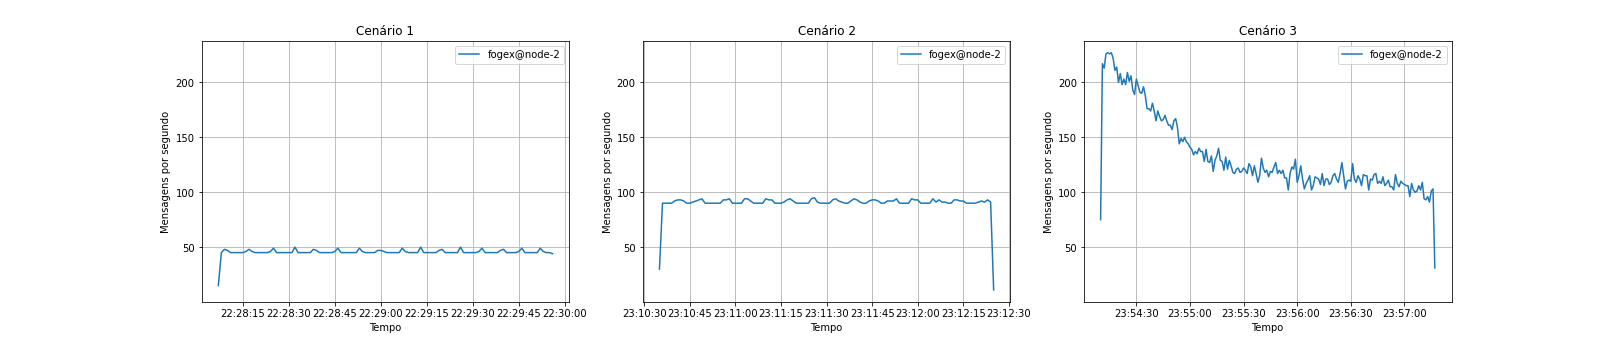 Cenário 1
fogex@node-2
Mensagens por segundo
200
150
100
50
22:28:15 22:28:30 22:28:45 22:29:00 22:29:15 22:29:30 22:29:45 22:30:00
Tempo
Cenário 2
fogex@node-2
Mensagens por segundo
200
150
100
50
23:10:30 23:10:45 23:11:00 23:11:15 23:11:30 23:11:45 23:12:00 23:12:15 23:12:30
Tempo
Cenário 3
fogex@node-2
Mensagens por segundo
200
150
100
50
23:54:30 23:55:00 23:55:30 23:56:00 23:56:30 23:57:00
Tempo